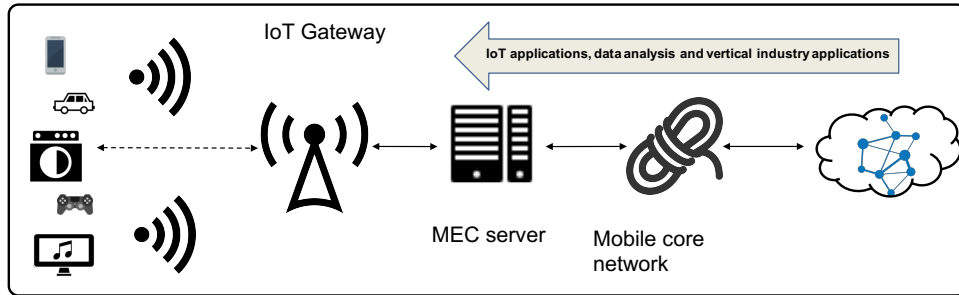 IoT Gateway
IoT applications, data analysis and vertical industry applications
MEC server
Mobile core
network